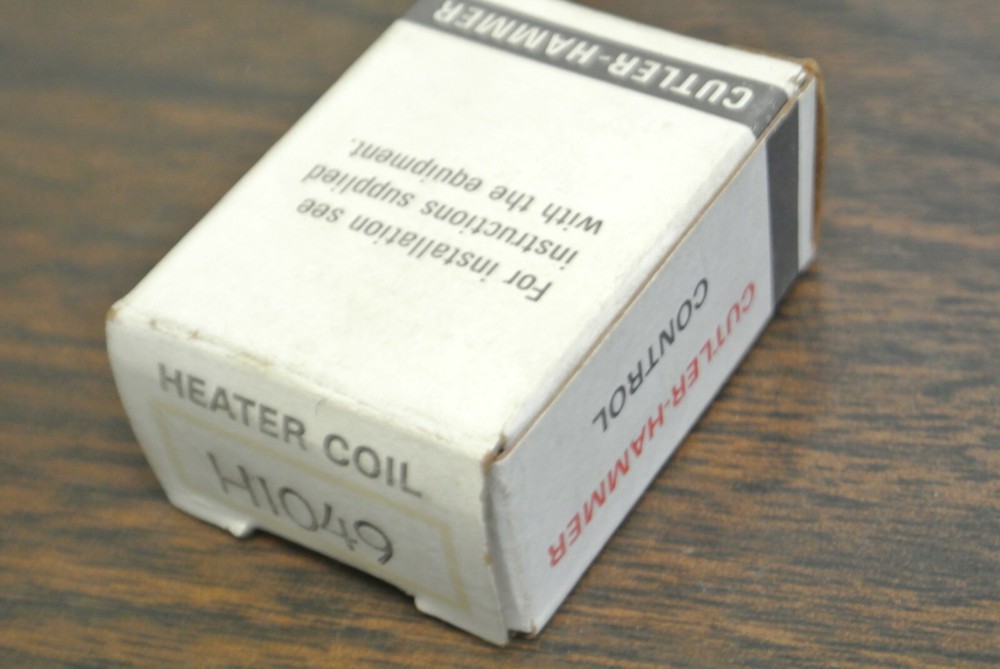 CUTLER-HAMMER
For installation see
instructions supplied
with the equipment.
HEATER COIL
H1049
CUTLER-HAMMER
CONTROL